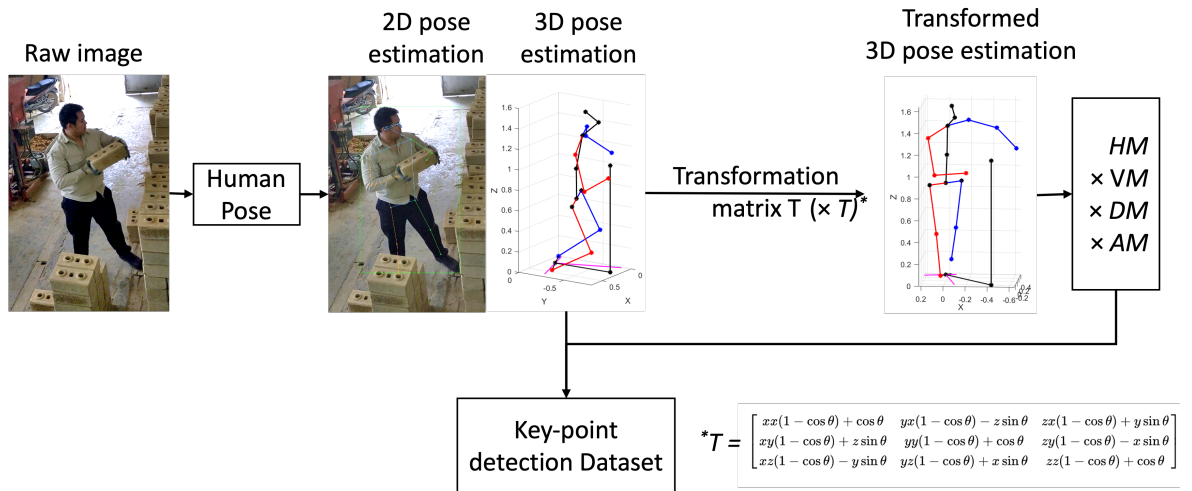 Raw image
2D pose
estimation
3D pose
estimation
Transformed
3D pose estimation
Human
Pose
1.6
1.4
1.2
1
0.8
0.6
0.4
0.2
0
Z
-0.5
0
0.5
Y
X
Transformation
matrix T (× T)*
1.6
1.4
1.2
1
0.8
0.6
0.4
0.2
0
Z
0.2 0 -0.2 -0.4 -0.6
X
0.4
0.2
0
-0.2
HM
× VM
× DM
× AM
Key-point
detection Dataset
*T =
xx(1 − cos θ) + cos θ yx(1 − cos θ) − z sin θ zx(1 − cos θ) + y sin θ
xy(1 − cos θ) + z sin θ yy(1 − cos θ) + cos θ zy(1 − cos θ) − x sin θ
xz(1 − cos θ) − y sin θ yz(1 − cos θ) + x sin θ zz(1 − cos θ) + cos θ